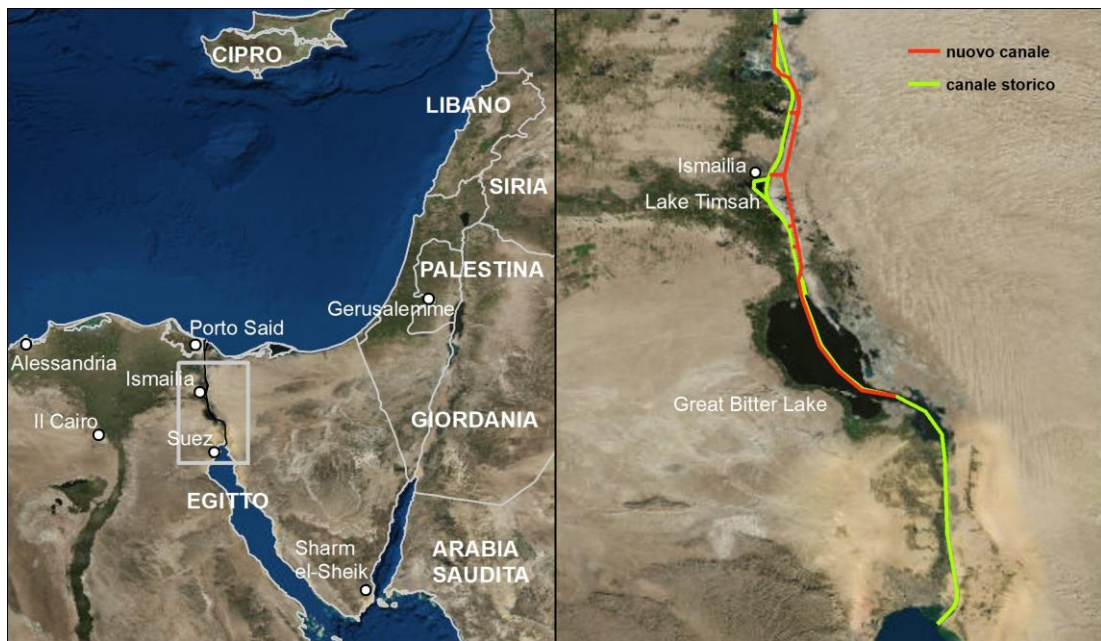 CIPRO
LIBANO
SIRIA
PALESTINA
Gerusalemme
Porto Said
Alessandria
Ismailia
Il Cairo
Suez
GIORDANIA
EGITTO
Sharm
el-Sheik
ARABIA
SAUDITA
nuovo canale
canale storico
Ismailia
Lake Timsah
Great Bitter Lake